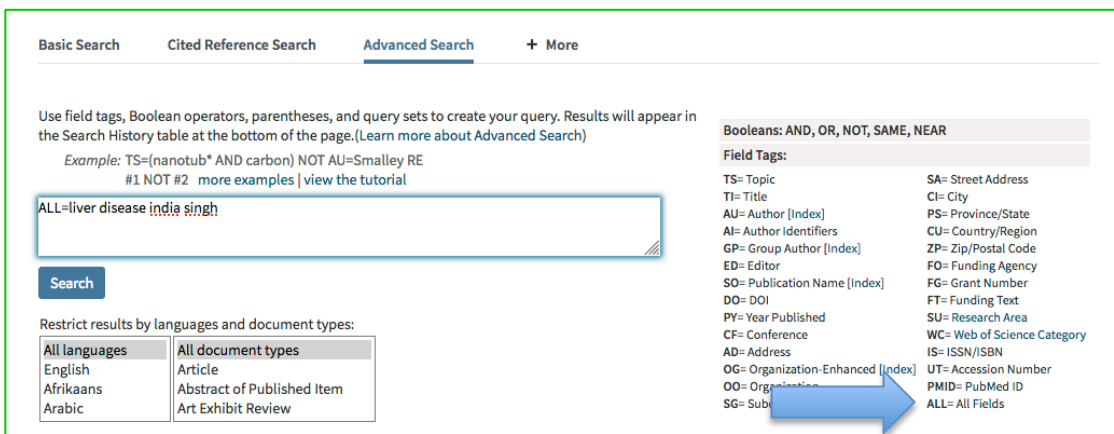 Basic Search Cited Reference Search Advanced Search + More
Use field tags, Boolean operators, parentheses, and query sets to create your query. Results will appear in
the Search History table at the bottom of the page.(Learn more about Advanced Search)
Example: TS=(nanotub* AND carbon) NOT AU=Smalley RE
#1 NOT #2 more examples | view the tutorial
ALL=liver disease india singh
Search
Restrict results by languages and document types:
All languages
English
Afrikaans
Arabic
All document types
Article
Abstract of Published Item
Art Exhibit Review
Booleans: AND, OR, NOT, SAME, NEAR
Field Tags:
TS= Topic
TI= Title
AU= Author [Index]
AI= Author Identifiers
GP= Group Author [Index]
ED= Editor
SO= Publication Name [Index]
DO= DOI
PY= Year Published
CF= Conference
AD= Address
OG= Organization-Enhanced [Index]
OO=
SG=
SA= Street Address
CI= City
PS= Province/State
CU= Country/Region
ZP= Zip/Postal Code
FO= Funding Agency
FG= Grant Number
FT= Funding Text
SU= Research Area
WC= Web of Science Category
IS= ISSN/ISBN
UT= Accession Number
PMID= PubMed ID
ALL= All Fields